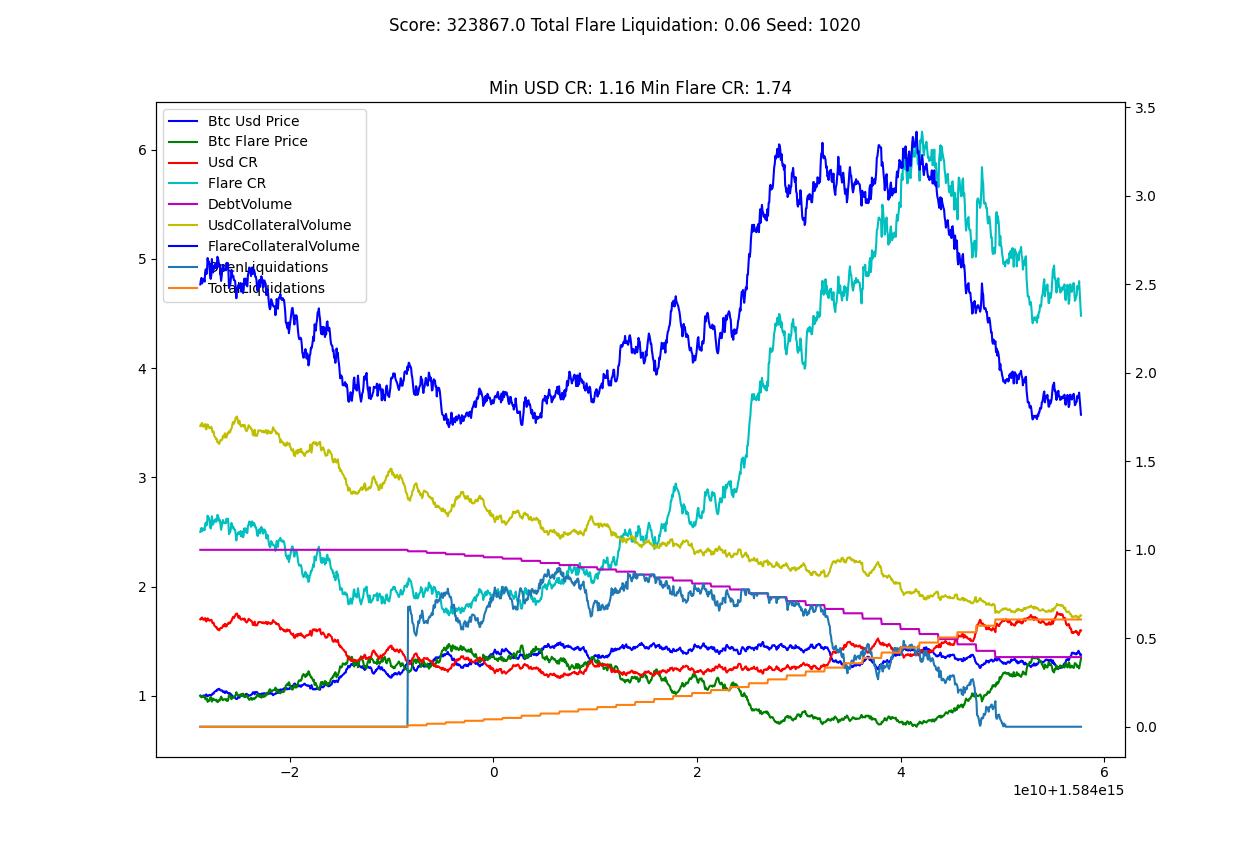 Score: 323867.0 Total Flare Liquidation: 0.06 Seed: 1020
Min USD CR: 1.16 Min Flare CR: 1.74
Btc Usd Price
Btc Flare Price
Usd CR
Flare CR
DebtVolume
UsdCollateralVolume
FlareCollateralVolume
OpenLiquidations
TotalLiquidations
6
5
4
3
2
1
3.5
3.0
2.5
2.0
1.5
1.0
0.5
0.0
−2 0 2 4 6
1e10+1.584e15